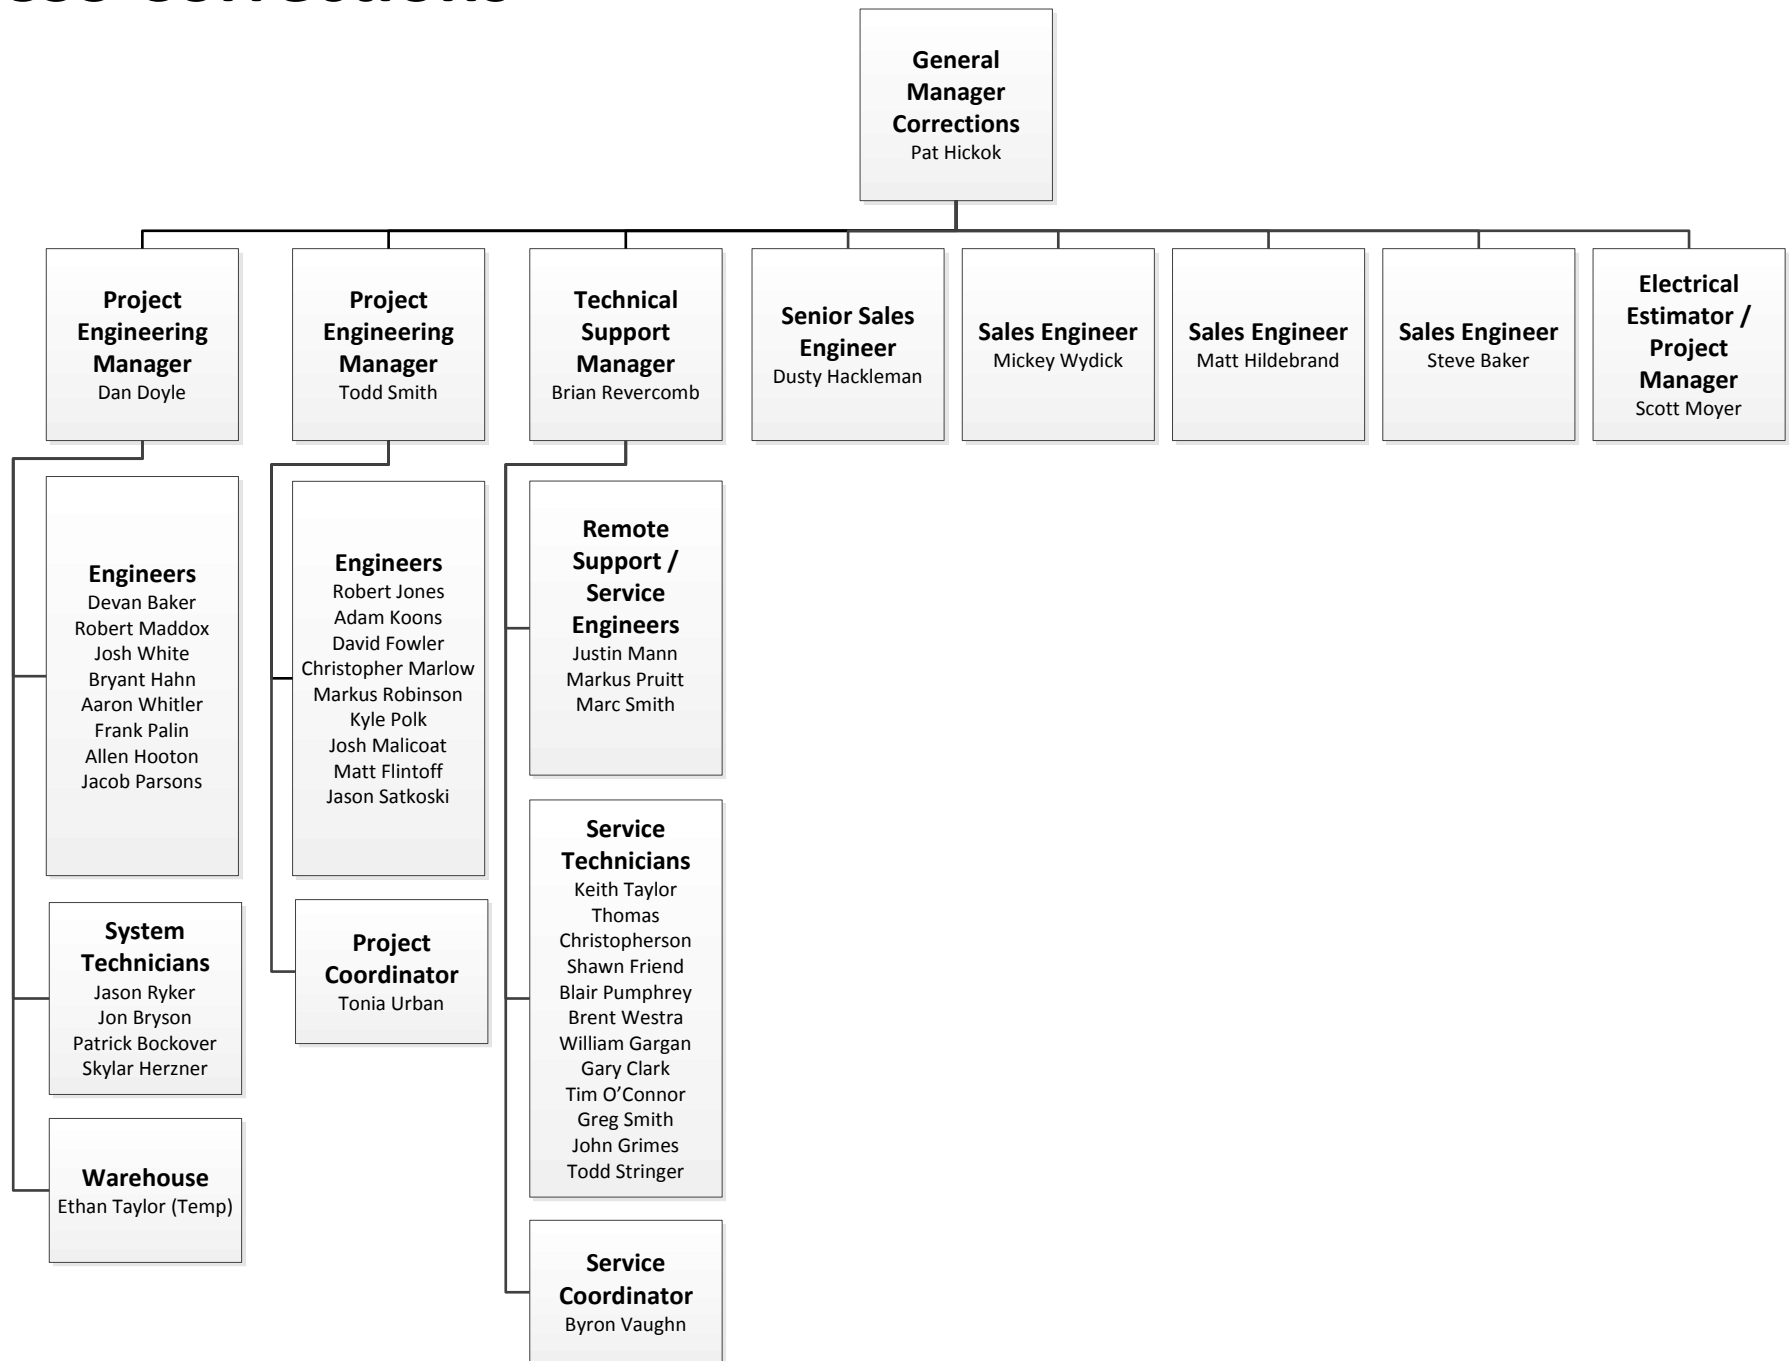 Corrections
General
Manager
Corrections
Pat Hickok
Project
Engineering
Manager
Dan Doyle
Project
Engineering
Manager
Todd Smith
Technical
Support
Manager
Brian Revercomb
Senior Sales
Engineer
Dusty Hackleman
Sales Engineer
Mickey Wydick
Sales Engineer
Matt Hildebrand
Sales Engineer
Steve Baker
Electrical
Estimator /
Project
Manager
Scott Moyer
Engineers
Devan Baker
Robert Maddox
Josh White
Bryant Hahn
Aaron Whitler
Frank Palin
Allen Hooton
Jacob Parsons
System
Technicians
Jason Ryker
Jon Bryson
Patrick Bockover
Skylar Herzner
Warehouse
Ethan Taylor (Temp)
Engineers
Robert Jones
Adam Koons
David Fowler
Christopher Marlow
Markus Robinson
Kyle Polk
Josh Malicoat
Matt Flintoff
Jason Satkoski
Project
Coordinator
Tonia Urban
Remote
Support /
Service
Engineers
Justin Mann
Markus Pruitt
Marc Smith
Service
Technicians
Keith Taylor
Thomas
Christopherson
Shawn Friend
Blair Pumphrey
Brent Westra
William Gargan
Gary Clark
Tim O’Connor
Greg Smith
John Grimes
Todd Stringer
Service
Coordinator
Byron Vaughn